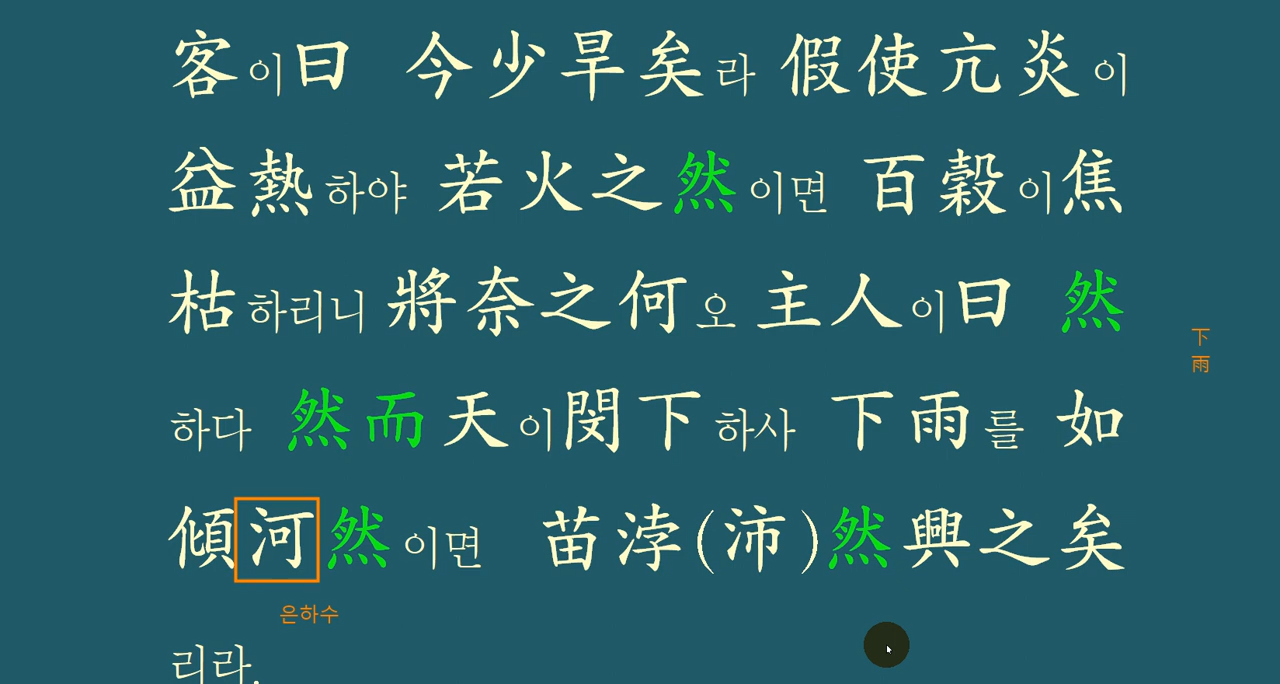 客이曰 今少旱矣라 假使亢炎이
益熱하야 若火之然이면 百穀이焦
枯하리니 將奈之何오 主人이曰 然
下雨
하다 然而天이閔下하사 下雨를 如
傾河然이면 苗浡(沛)然興之矣
은하수
리라.